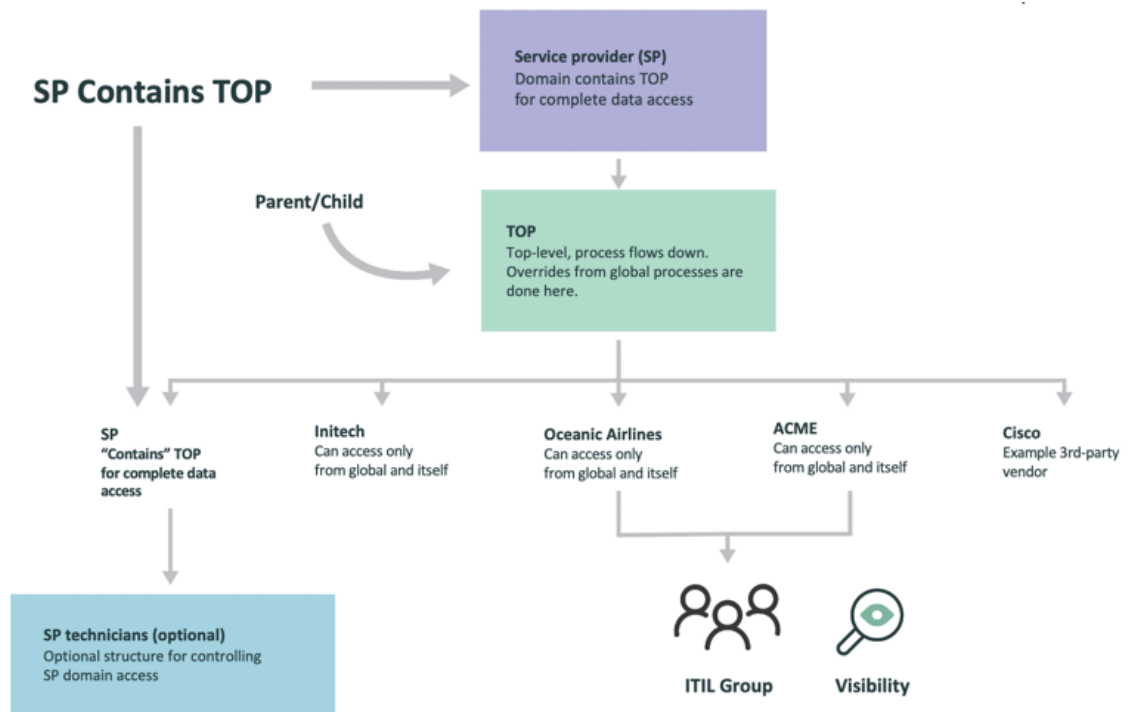 SP Contains TOP
Service provider (SP)
Domain contains TOP
for complete data access
Parent/Child
TOP
Top-level, process flows down.
Overrides from global processes are
done here.
SP
“Contains” TOP
for complete data
access
Initech
Can access only
from global and itself
Oceanic Airlines
Can access only
from global and itself
ACME
Can access only
from global and itself
Cisco
Example 3rd-party
vendor
SP technicians (optional)
Optional structure for controlling
SP domain access
ITIL Group
Visibility